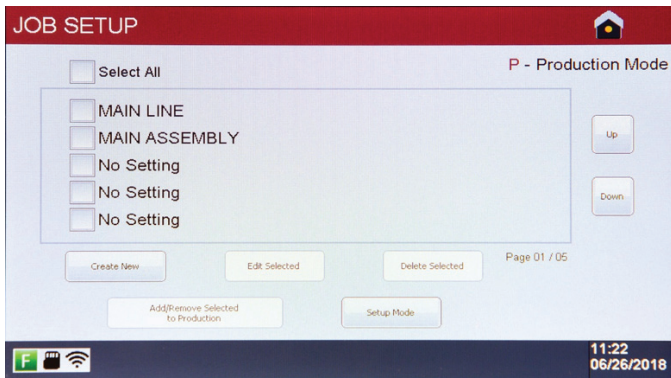 JOB SETUP
Select All
P - Production Mode
MAIN LINE
MAIN ASSEMBLY
No Setting
No Setting
No Setting
Up
Down
Create New
Edit Selected
Delete Selected
Page 01 / 05
Add/Remove Selected
to Production
Setup Mode
F
11:22
06/26/2018